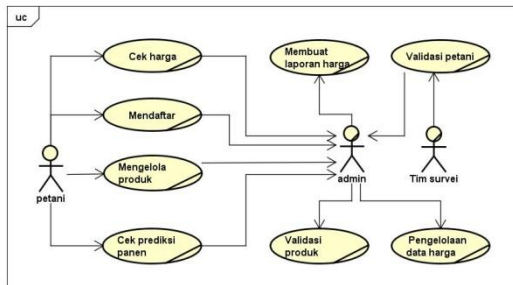 uc
Cek harga
Membuat
laporan harga
Validasi petani
Mendaftar
petani
Mengelola
produk
admin
Tim survei
Cek prediksi
panen
Validasi
produk
Pengelolaan
data harga